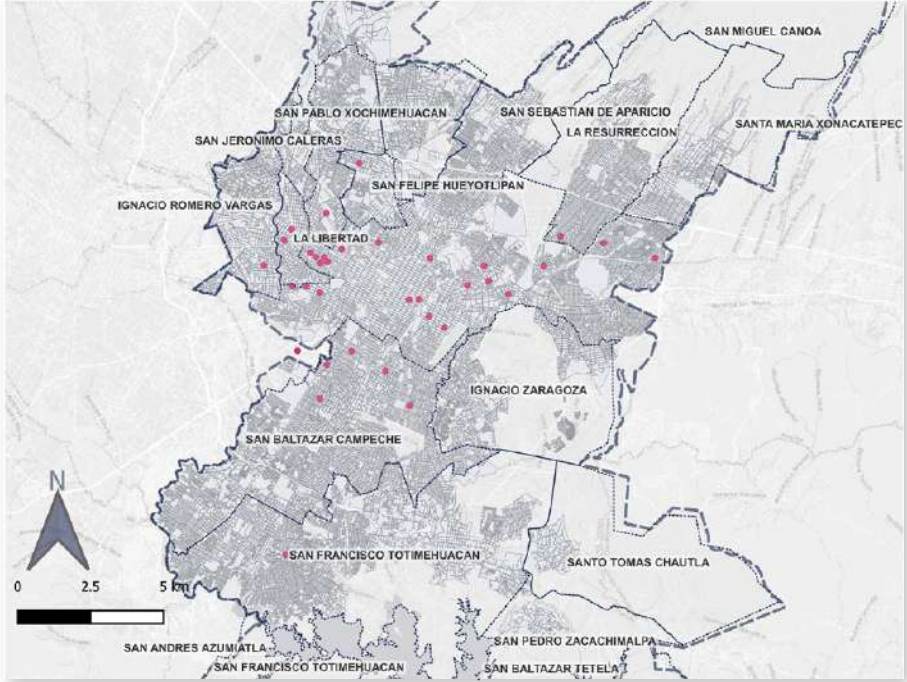 SAN MIGUEL CANOA
SAN PABLO XOCHIMEHUACAN
SAN SEBASTIAN DE APARICIO
SANTA MARIA XONACATEPEC
LA RESURRECCION
SAN JERONIMO CALERAS
SAN FELIPE HUEYOTLIPAN
IGNACIO ROMERO VARGAS
LA LIBERTAD
IGNACIO ZARAGOZA
SAN BALTAZAR CAMPECHE
N
SAN FRANCISCO TOTIMEHUACAN
SANTO TOMAS CHAUTLA
0 2.5 5 km
SAN PEDRO ZACACHIMALPA
SAN ANDRES AZUMIATLA
SAN FRANCISCO TOTIMEHUACAN
SAN BALTAZAR TETELA